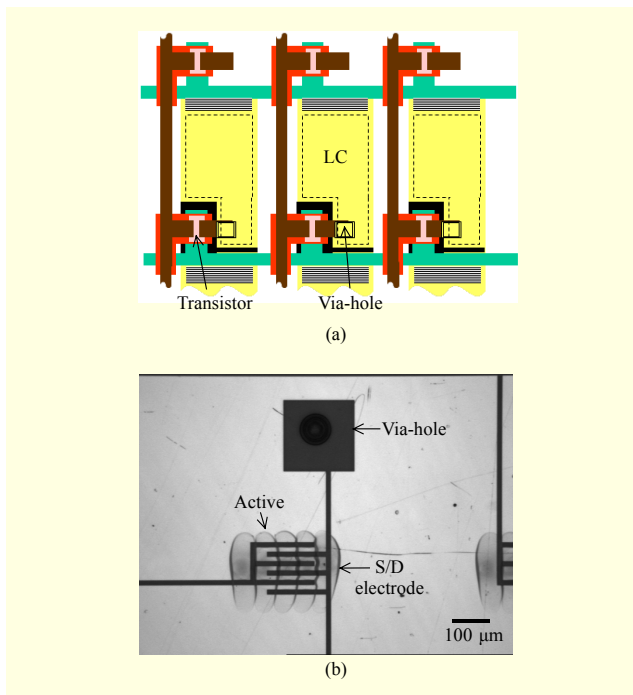 LC
Transistor
Via-hole
(a)
Via-hole
Active
S/D
electrode
100 μm
(b)